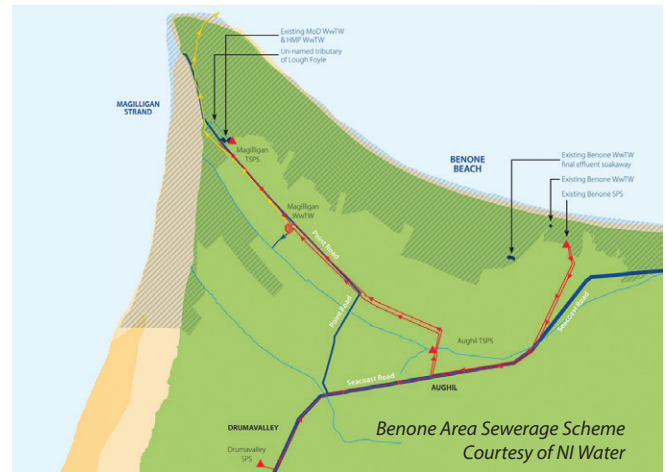 Existing MoD WwTW
& HMP WwTW
Un-named tributary
of Lough Foyle
MAGILLIGAN
STRAND
Magilligan
TSPS
BENONE
BEACH
Existing Benone WwTW
final effluent soakaway
Existing Benone WwTW
Existing Benone SPS
Magilligan
WwTW
Point Road
Point Road
Seacoast Road
Aughil TSPS
Seacoast Road
AUGHIL
DRUMAVALLEY
Drumavalley
SPS
Benone Area Sewerage Scheme
Courtesy of NI Water